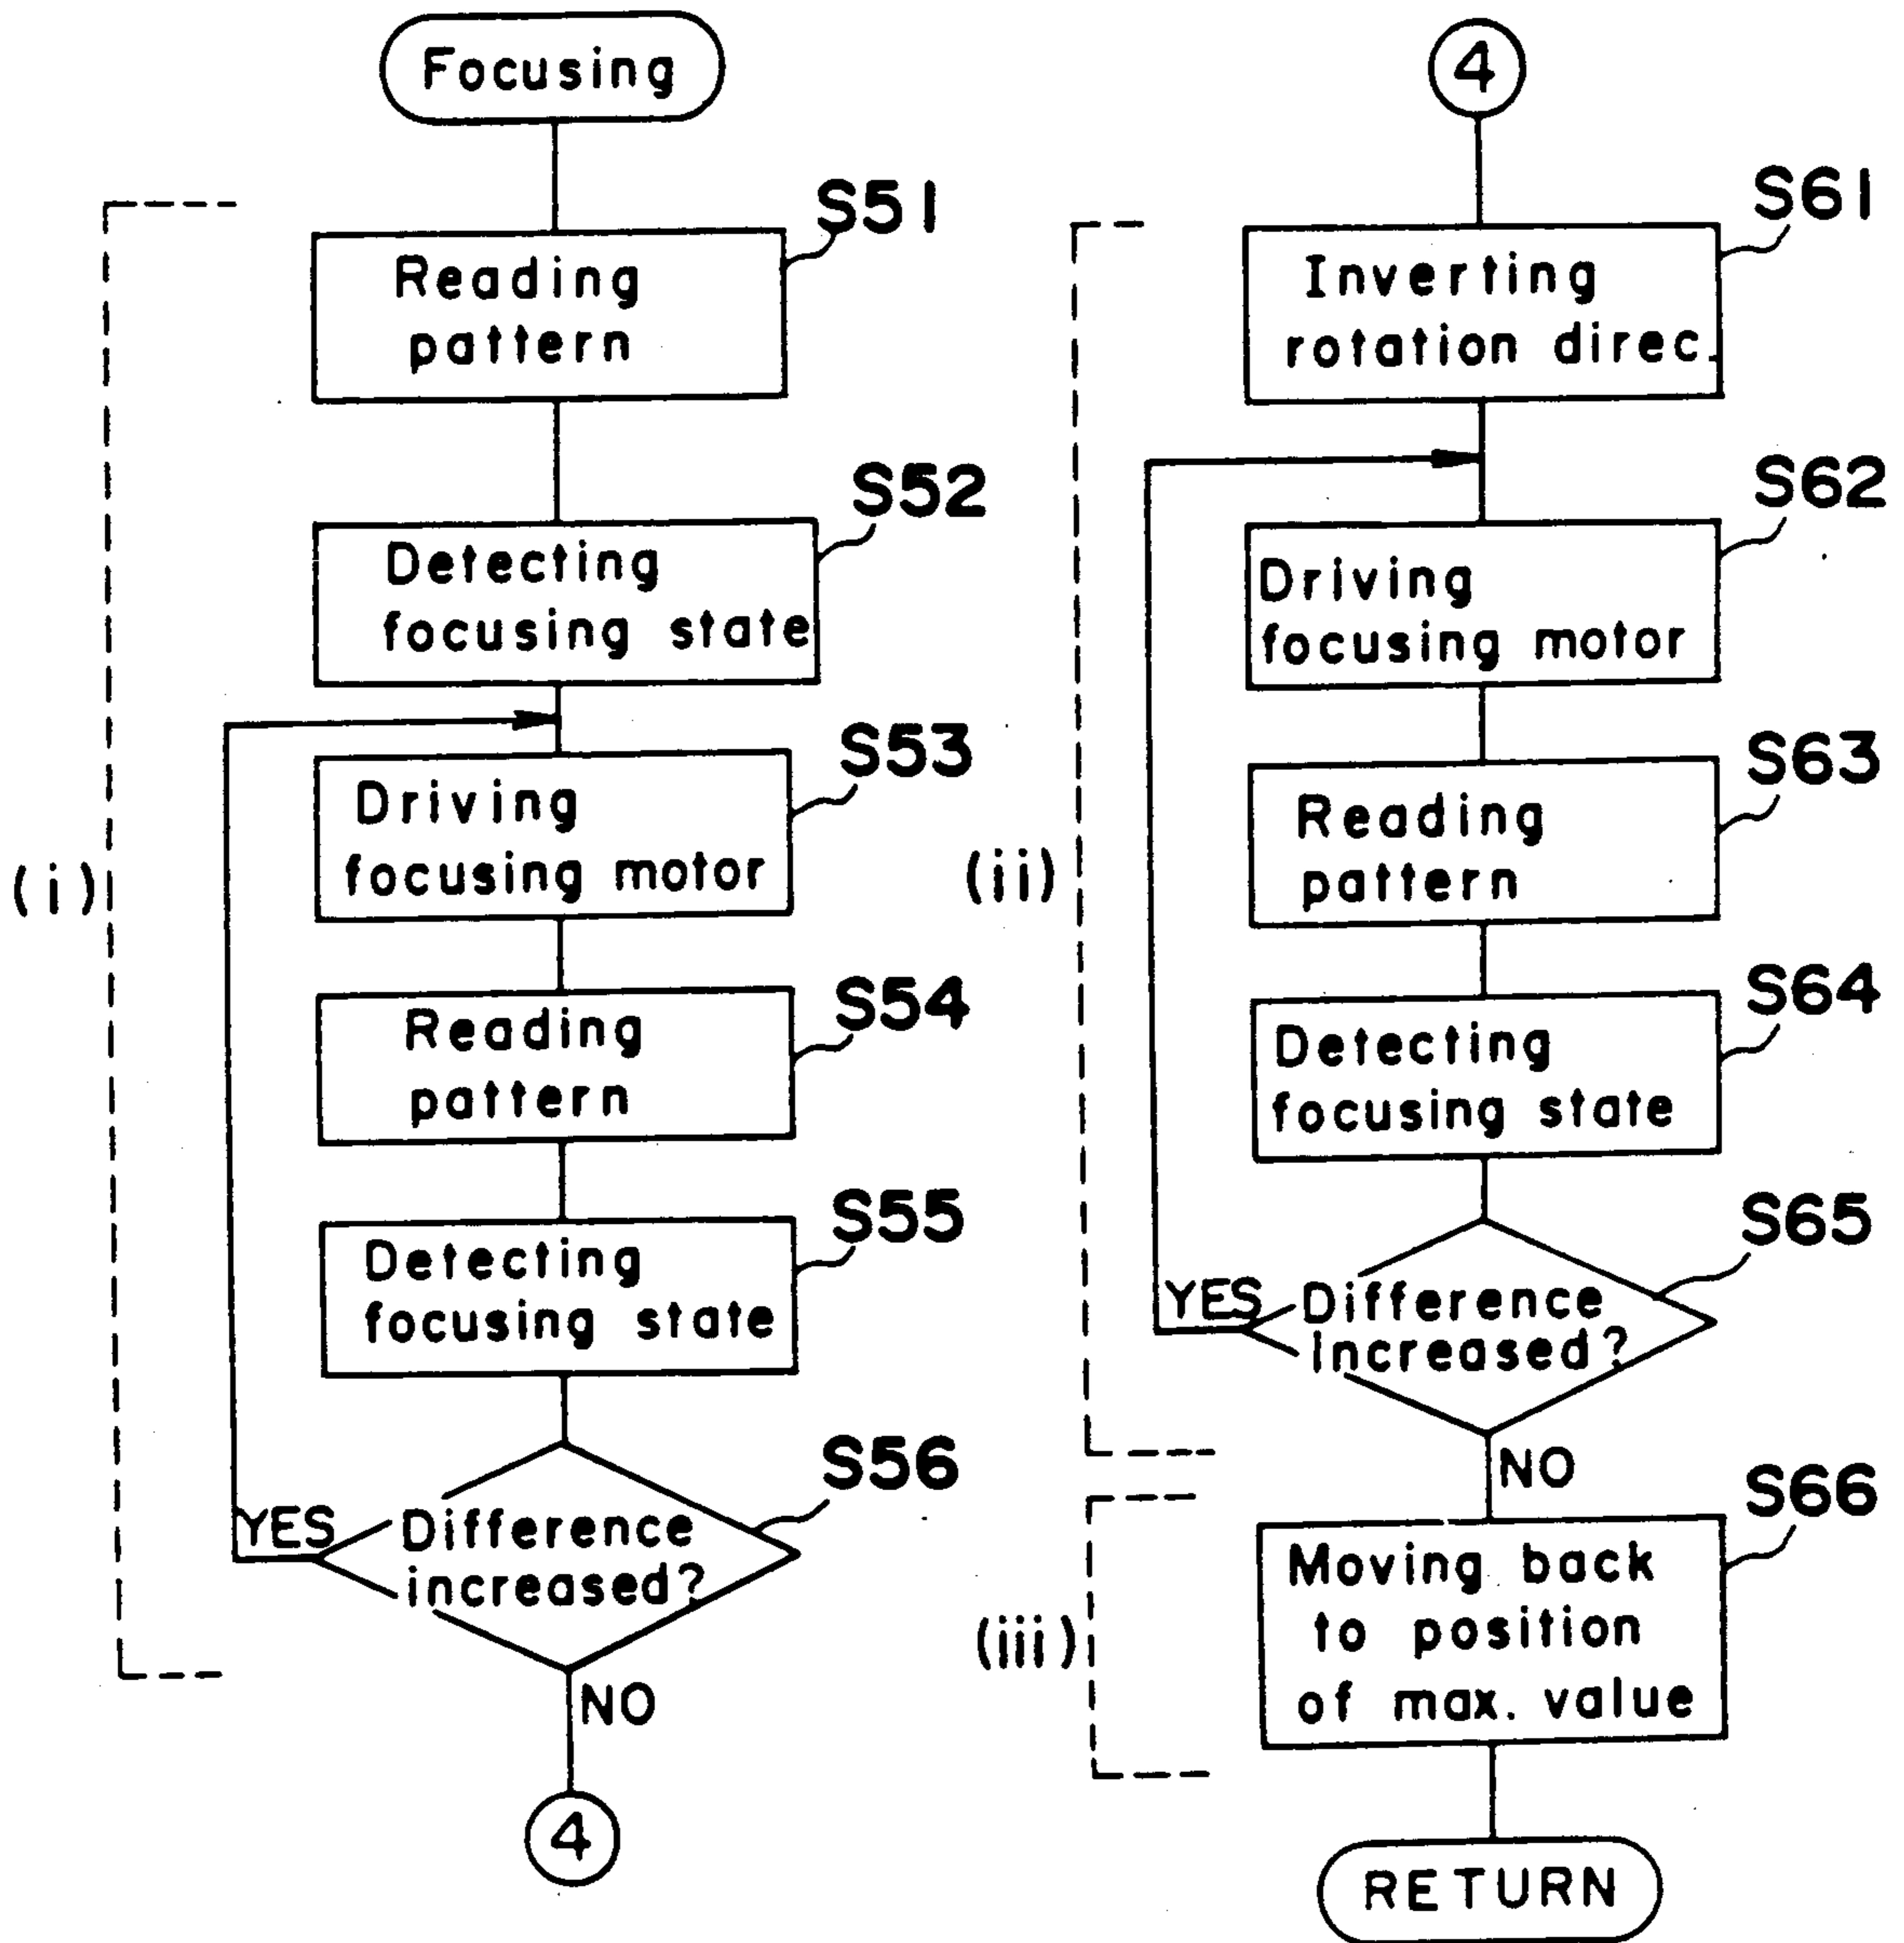 Focusing
S51
Reading
pattern
S52
Detecting
focusing state
S53
Driving
focusing motor
(i)
S54
Reading
pattern
S55
Detecting
focusing state
S56
YES
Difference
increased?
NO
4
4
S61
Inverting
rotation direc.
S62
Driving
focusing motor
S63
Reading
pattern
(ii)
S64
Detecting
focusing state
S65
YES
Difference
Increased?
NO
S66
Moving back
to position
of max. value
(iii)
RETURN